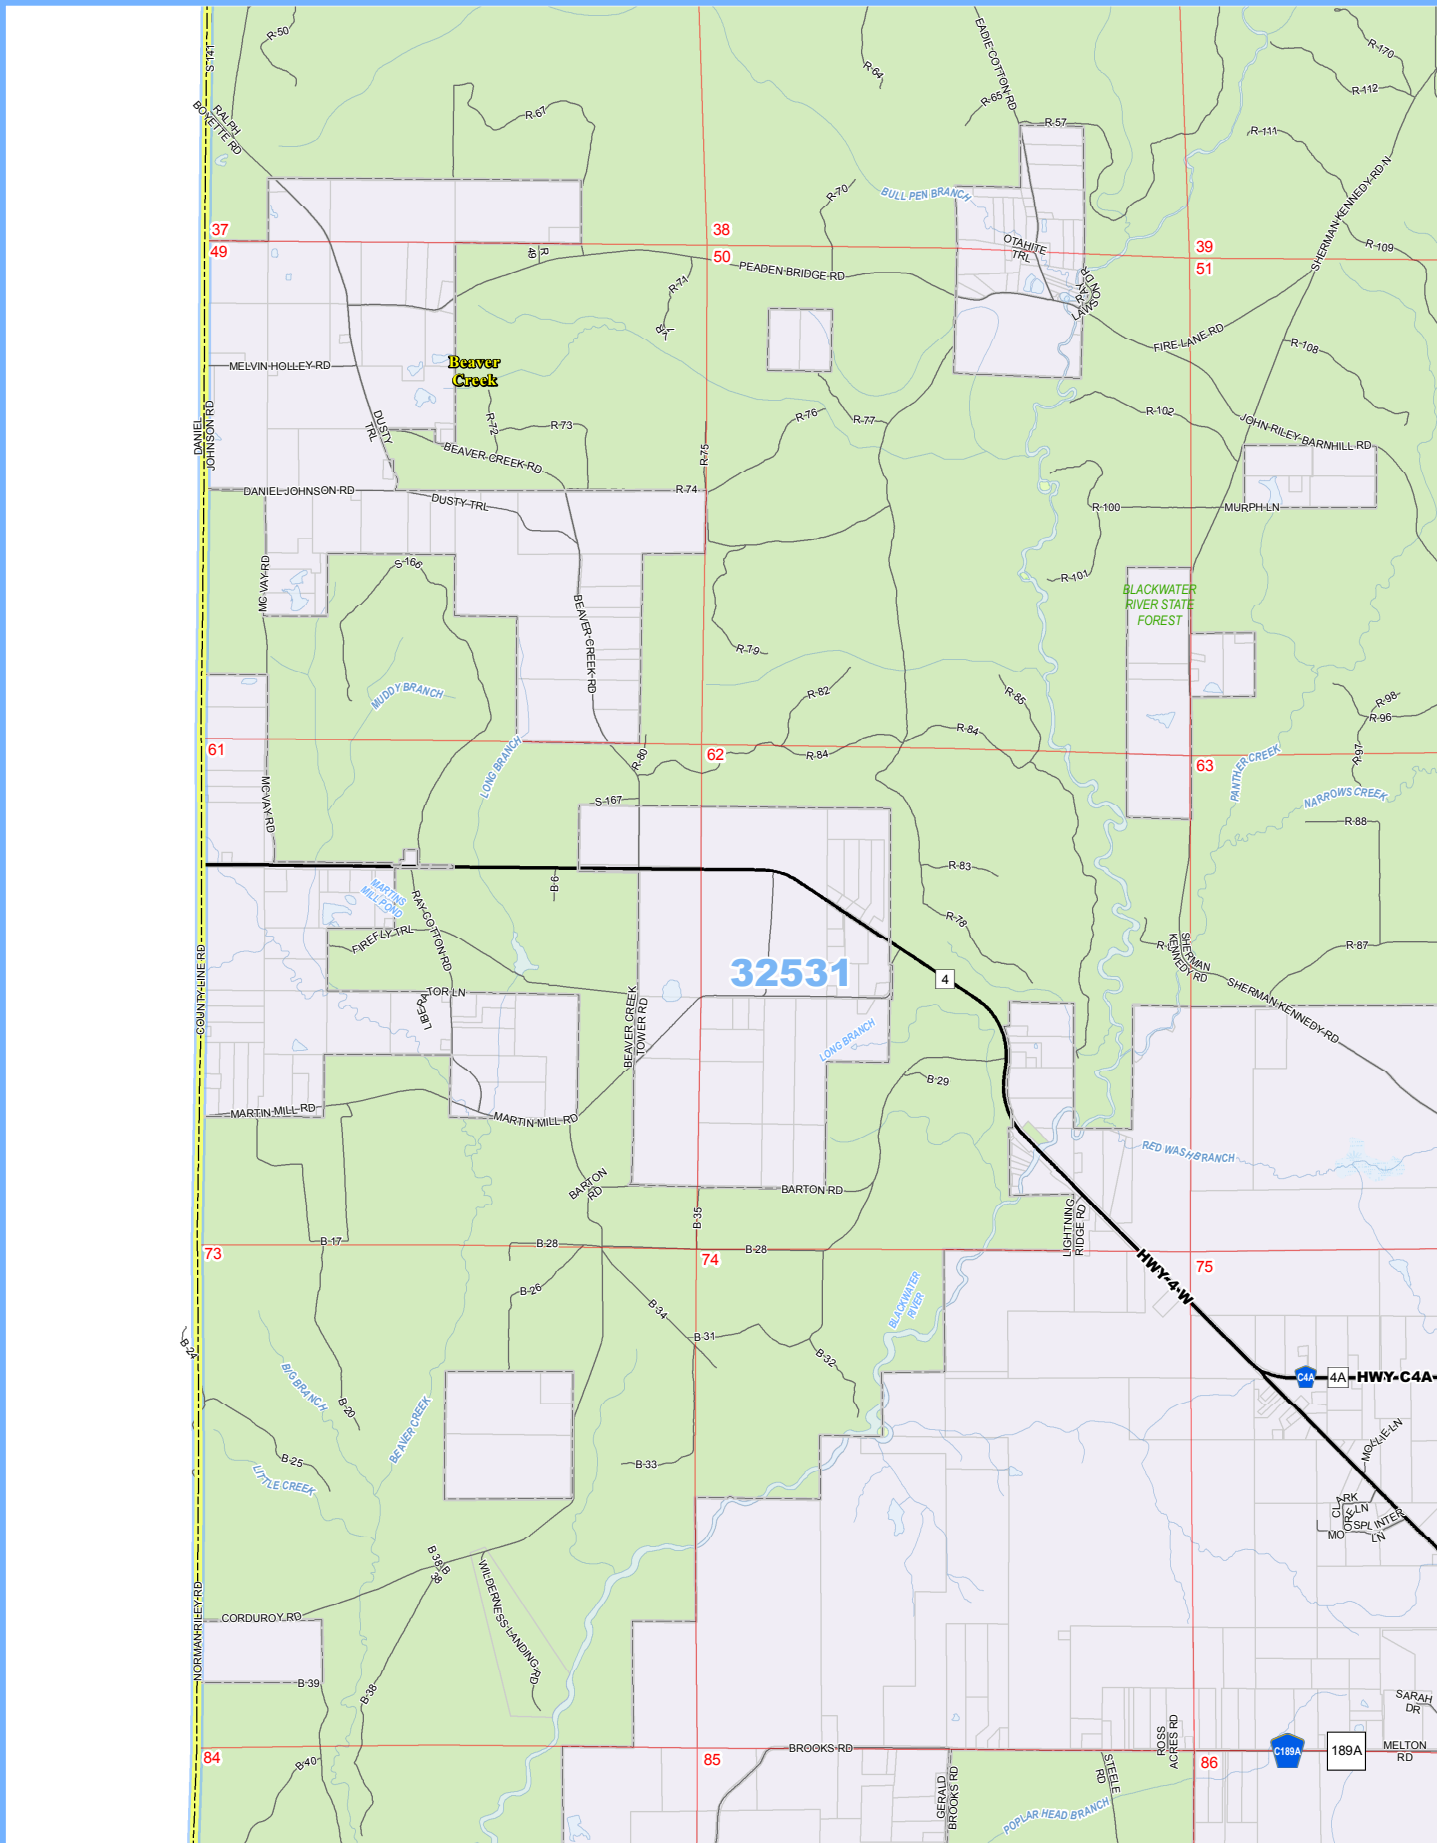 R-50
S 141
RALPH
BOYETTE RD
R-67
R-64
EADIE COTTON RD
R-65
R-57
R-170
R-112
R-111
SHERMAN KENNEDY RD N
R-109
BULL PEN BRANCH
R-70
OTAHITE
TRL
37
49
38
50
39
51
R
49
R-71
PEADEN BRIDGE RD
FIRE LANE RD
R-108
MELVIN HOLLEY RD
Beaver
Creek
DANIEL
JOHNSON RD
DUSTY
TRL
R-72
R-73
BEAVER CREEK RD
R-75
R-76
R-77
R-102
JOHN RILEY BARNHILL RD
DANIEL JOHNSON RD
DUSTY TRL
R 74
R-100
MURPH LN
MC VAY RD
S 166
BEAVER CREEK RD
R-101
BLACKWATER
RIVER STATE
FOREST
R-79
MUDDY BRANCH
R-82
R-85
R-84
R-84
R-98
R-96
R-97
61
62
63
LONG BRANCH
R-80
PANTHER CREEK
NARROWS CREEK
MC VAY RD
S 167
R-88
B-6
MARTINS
MILL POND
RAY COTTON RD
FIREFLY TRL
R-83
R-78
R-87
SHERMAN
KENNEDY RD
SHERMAN KENNEDY RD
COUNTY LINE RD
32531
4
TOR LN
LIBERA
BEAVER CREEK
TOWER RD
LONG BRANCH
B-29
MARTIN MILL RD
MARTIN MILL RD
RED WASH BRANCH
BARTON
RD
BARTON RD
B-35
LIGHTNING
RIDGE RD
B-17
B-28
B-28
73
74
75
HWY-4-W
B-26
B-34
B-31
B-32
BLACKWATER
RIVER
B-24
BIG BRANCH
B-20
BEAVER CREEK
C4A
4A
HWY-C4A
MOLLIE LN
B-25
LITTLE CREEK
B-33
CLARK
LN
MOORE
SPLINTER
LN
B 38
B
38
WILDERNESS LANDING RD
NORMAN RILEY RD
CORDUROY RD
B-39
B-38
SARAH
DR
ROSS
ACRES RD
84
85
86
B-40
BROOKS RD
GERALD
BROOKS RD
STEELE
RD
C189A
189A
MELTON
RD
POPLAR HEAD BRANCH